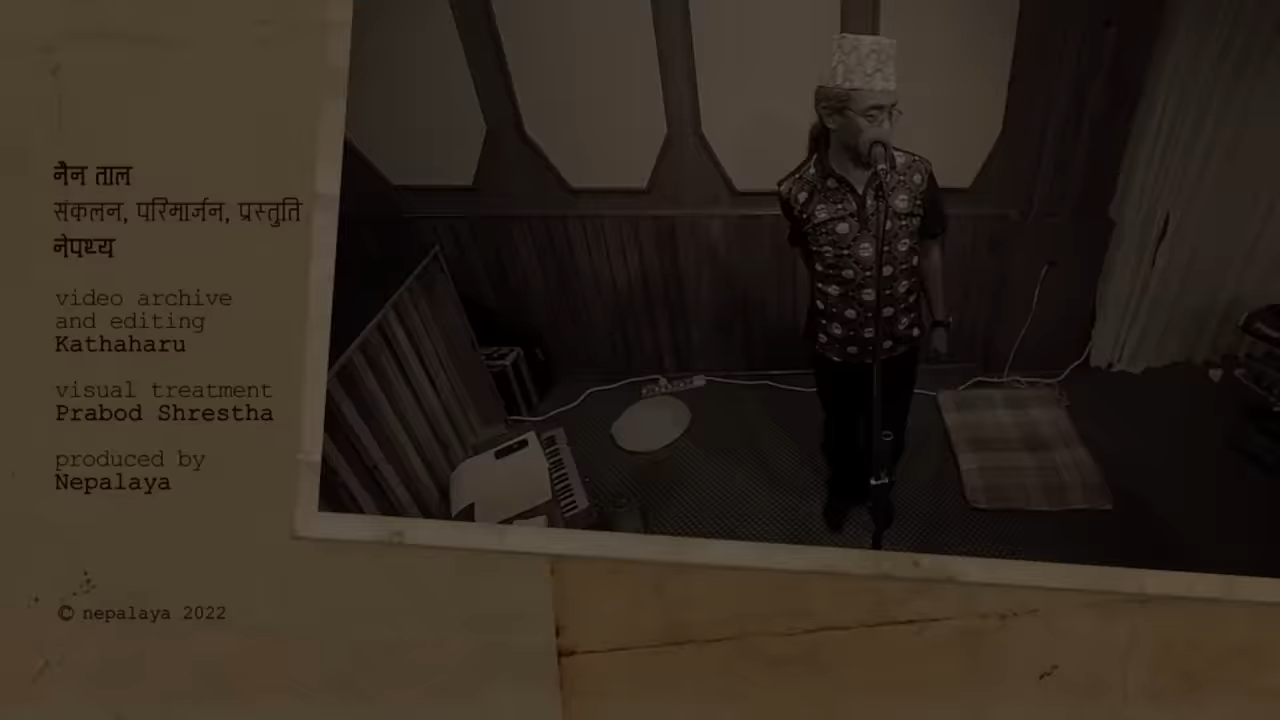 नैन ताल
संकलन, परिमार्जन, प्रस्तुति
नेपथ्य
video archive
and editing
Kathaharu
visual treatment
Prabod Shrestha
produced by
Nepalaya
© nepalaya 2022